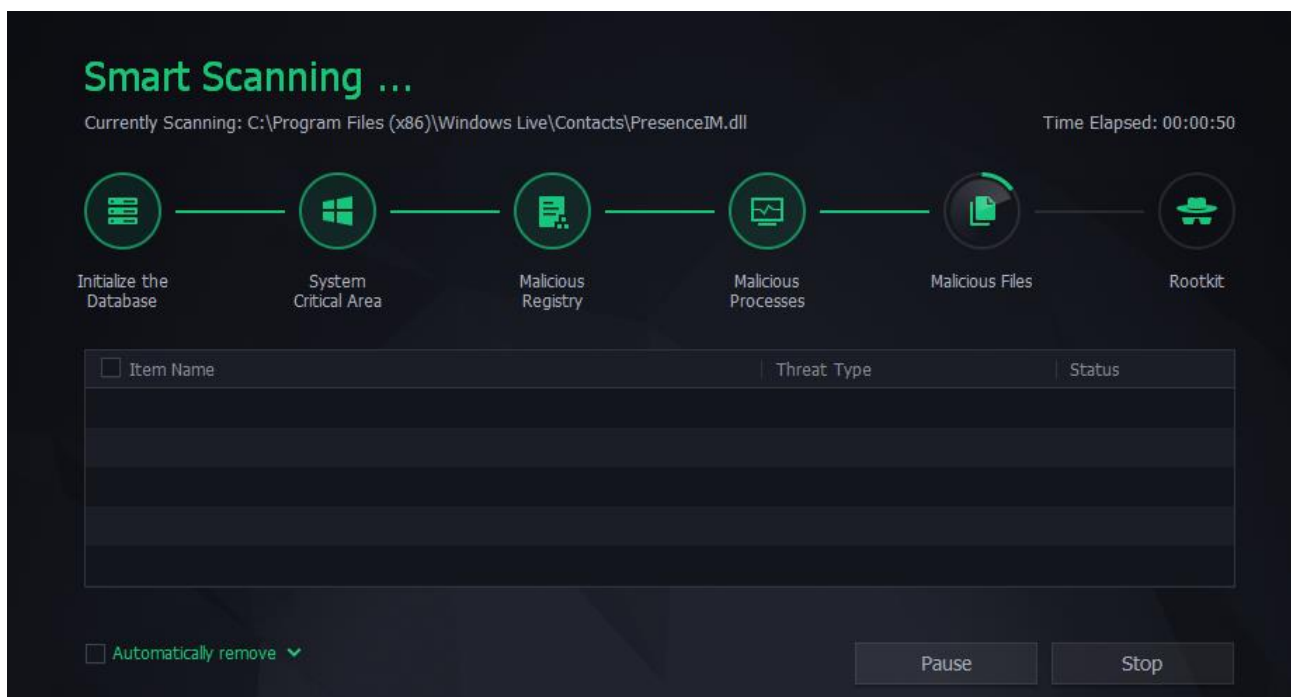 Smart Scanning ...
Currently Scanning: C:\Program Files (x86)\Windows Live\Contacts\PresenceIM.dll
Time Elapsed: 00:00:50
Initialize the
Database
System
Critical Area
Malicious
Registry
Malicious
Processes
Malicious Files
Rootkit
Item Name
Threat Type
Status
Automatically remove
Pause
Stop